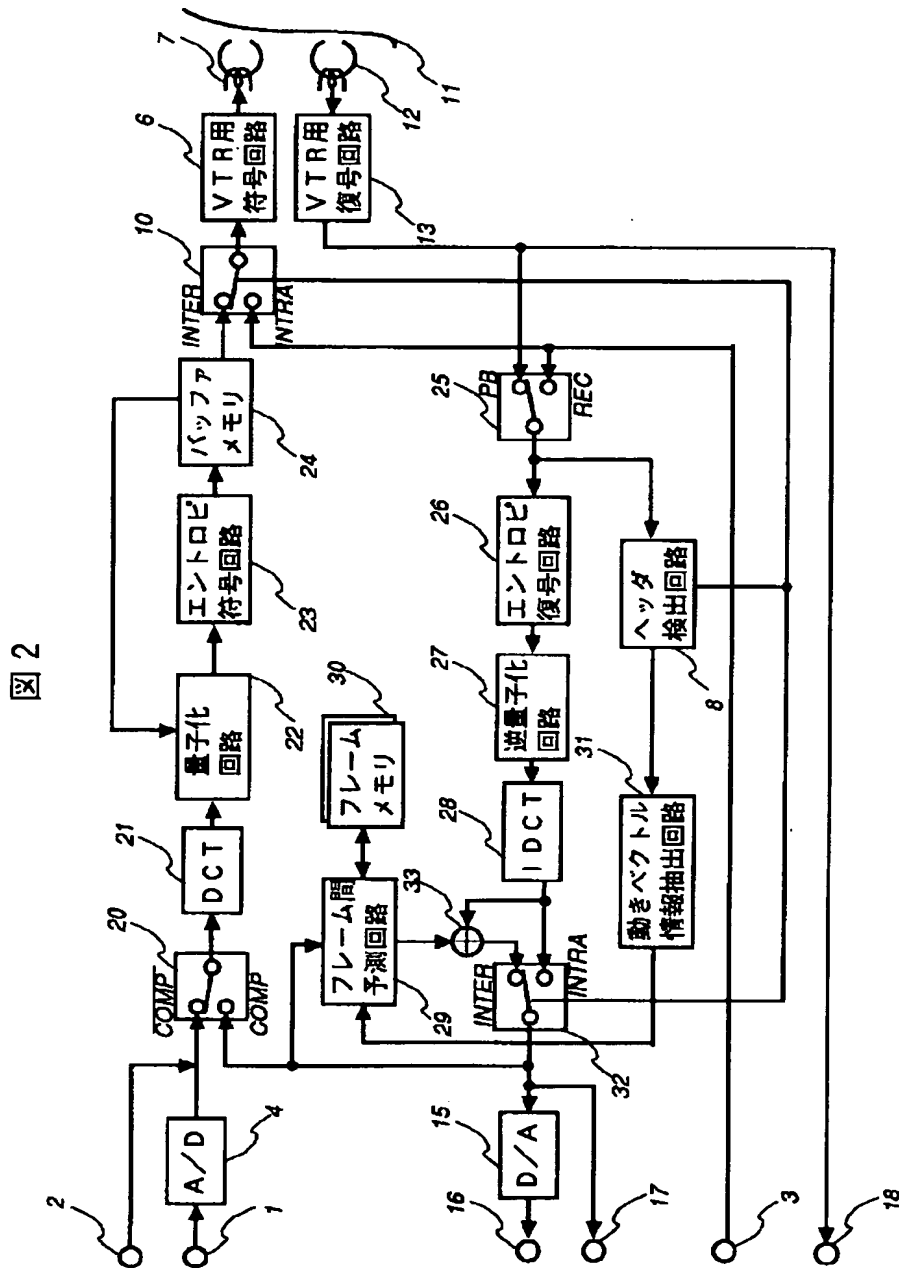 図2
2
1
4
A/D
20
COMP
COMP
21
DCT
22
量子化
回路
23
エントロピ
符号回路
24
バッファ
メモリ
10
INTER
INTRA
6
VTR用
符号回路
7
11
12
VTR用
復号回路
13
25
PB
REC
26
エントロピ
復号回路
27
逆量子化
回路
28
IDCT
30
フレーム
メモリ
29
フレーム間
予測回路
33
INTER
INTRA
32
31
動きベクトル
情報抽出回路
ヘッダ
検出回路
8
15
D/A
16
17
3
18